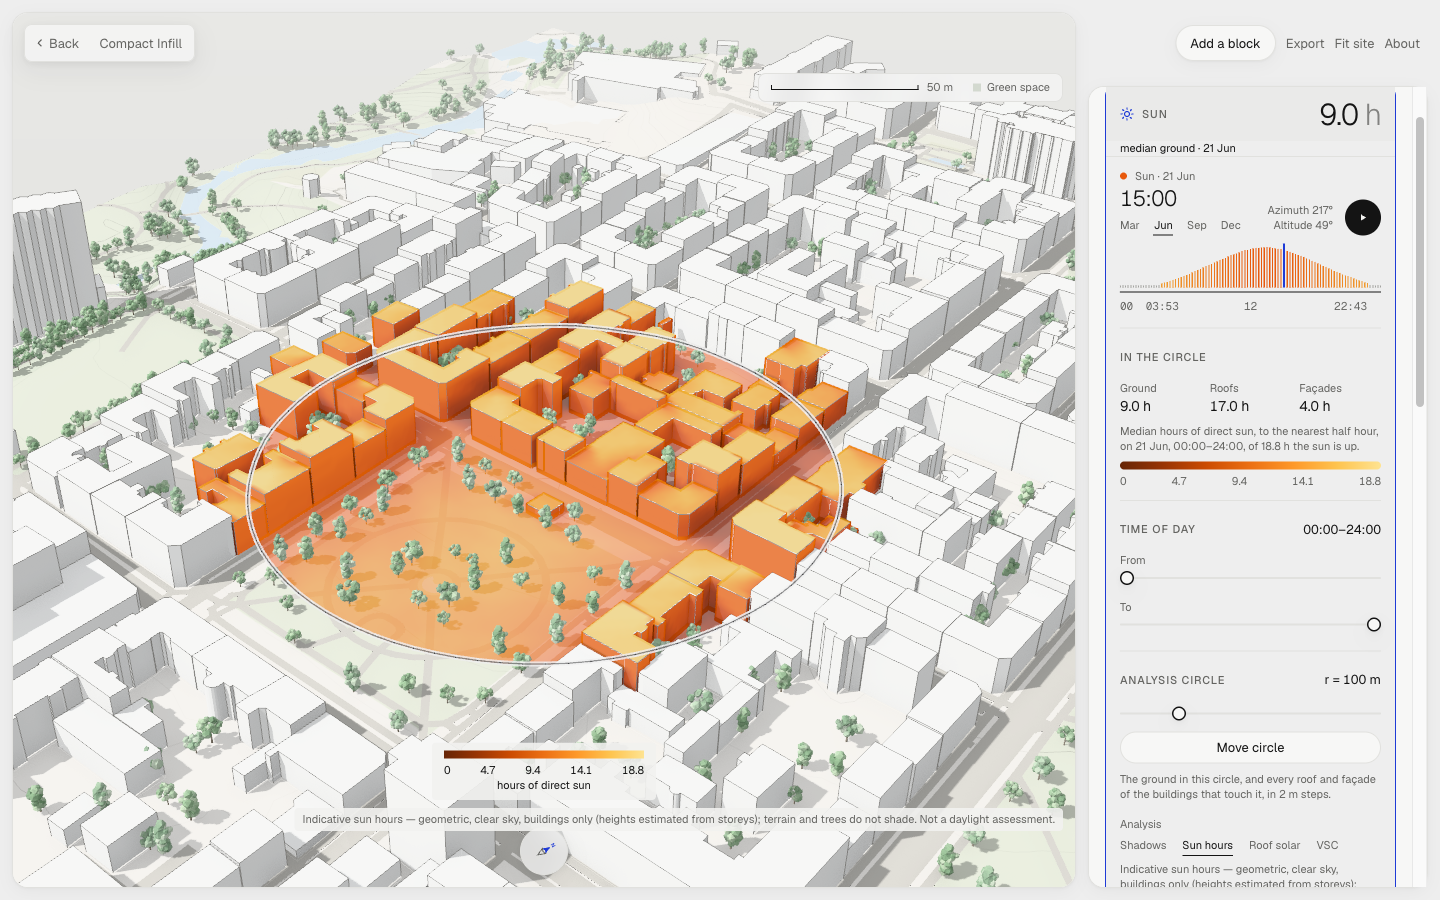 Back
Compact Infill
50 m
Green space
Add a block
Export
Fit site
About
SUN
9.0 h
median ground · 21 Jun
Sun · 21 Jun
15:00
Azimuth 217°
Altitude 49°
Mar
Jun
Sep
Dec
00
03:53
12
22:43
IN THE CIRCLE
Ground
Roofs
Façades
9.0 h
17.0 h
4.0 h
Median hours of direct sun, to the nearest half hour,
on 21 Jun, 00:00–24:00, of 18.8 h the sun is up.
0
4.7
9.4
14.1
18.8
TIME OF DAY
00:00–24:00
From
To
ANALYSIS CIRCLE
r = 100 m
Move circle
The ground in this circle, and every roof and façade
of the buildings that touch it, in 2 m steps.
Analysis
Shadows
Sun hours
Roof solar
VSC
Indicative sun hours — geometric, clear sky,
buildings only (heights estimated from storeys);
0
4.7
9.4
14.1
18.8
hours of direct sun
Indicative sun hours — geometric, clear sky, buildings only (heights estimated from storeys); terrain and trees do not shade. Not a daylight assessment.